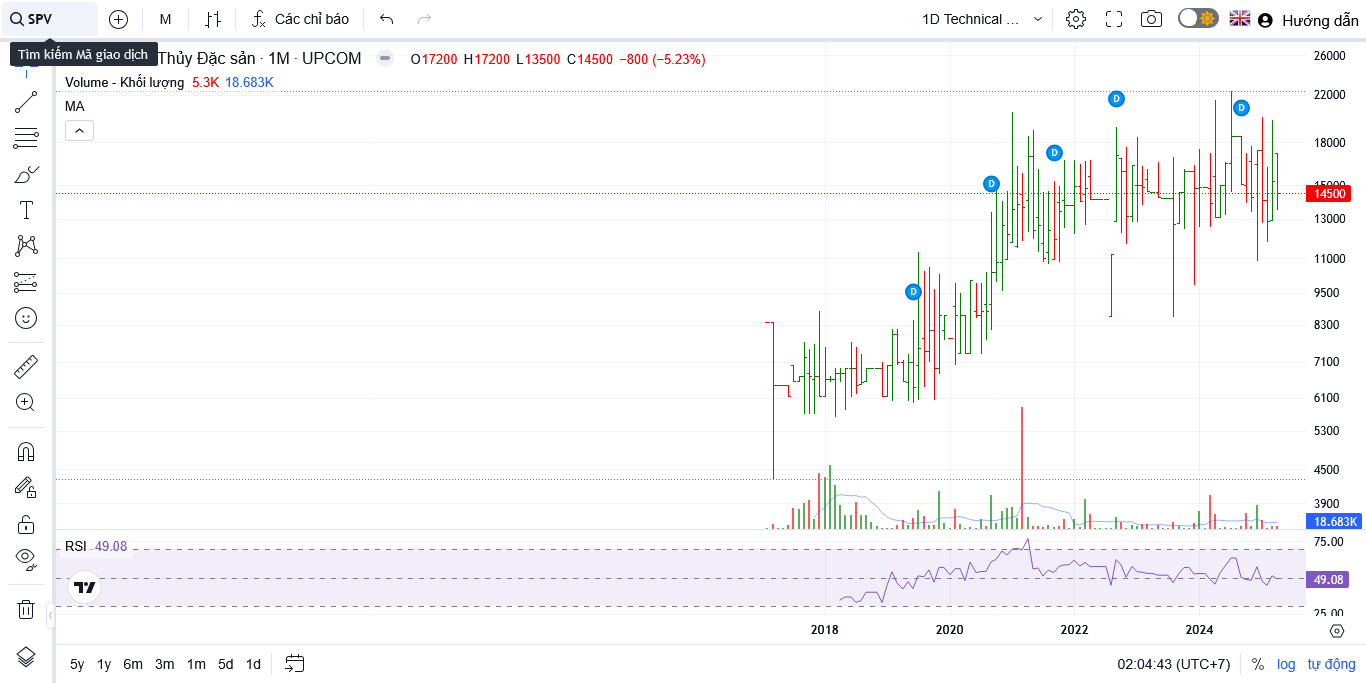 SPV
M
Các chỉ báo
1D Technical ...
Hướng dẫn
Tìm kiếm Mã giao dịch
Thủy Đặc sản · 1M · UPCOM
O17200 H17200 L13500 C14500 −800 (−5.23%)
Volume - Khối lượng 5.3K 18.683K
MA
D
D
D
D
D
26000
22000
18000
15000
14500
13000
11000
9500
8300
7100
6100
5300
4500
3900
18.683K
RSI 49.08
75.00
49.08
25.00
2018 2020 2022 2024
5y 1y 6m 3m 1m 5d 1d
02:04:43 (UTC+7) % log tự động